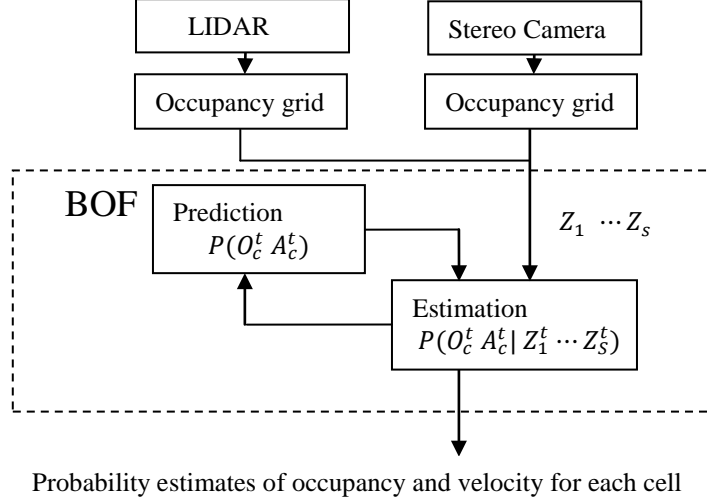 LIDAR
Stereo Camera
Occupancy grid
Occupancy grid
BOF
Prediction
P(O_c^t A_c^t)
Z_1 ⋯ Z_s
Estimation
P(O_c^t A_c^t | Z_1^t ⋯ Z_S^t)
Probability estimates of occupancy and velocity for each cell